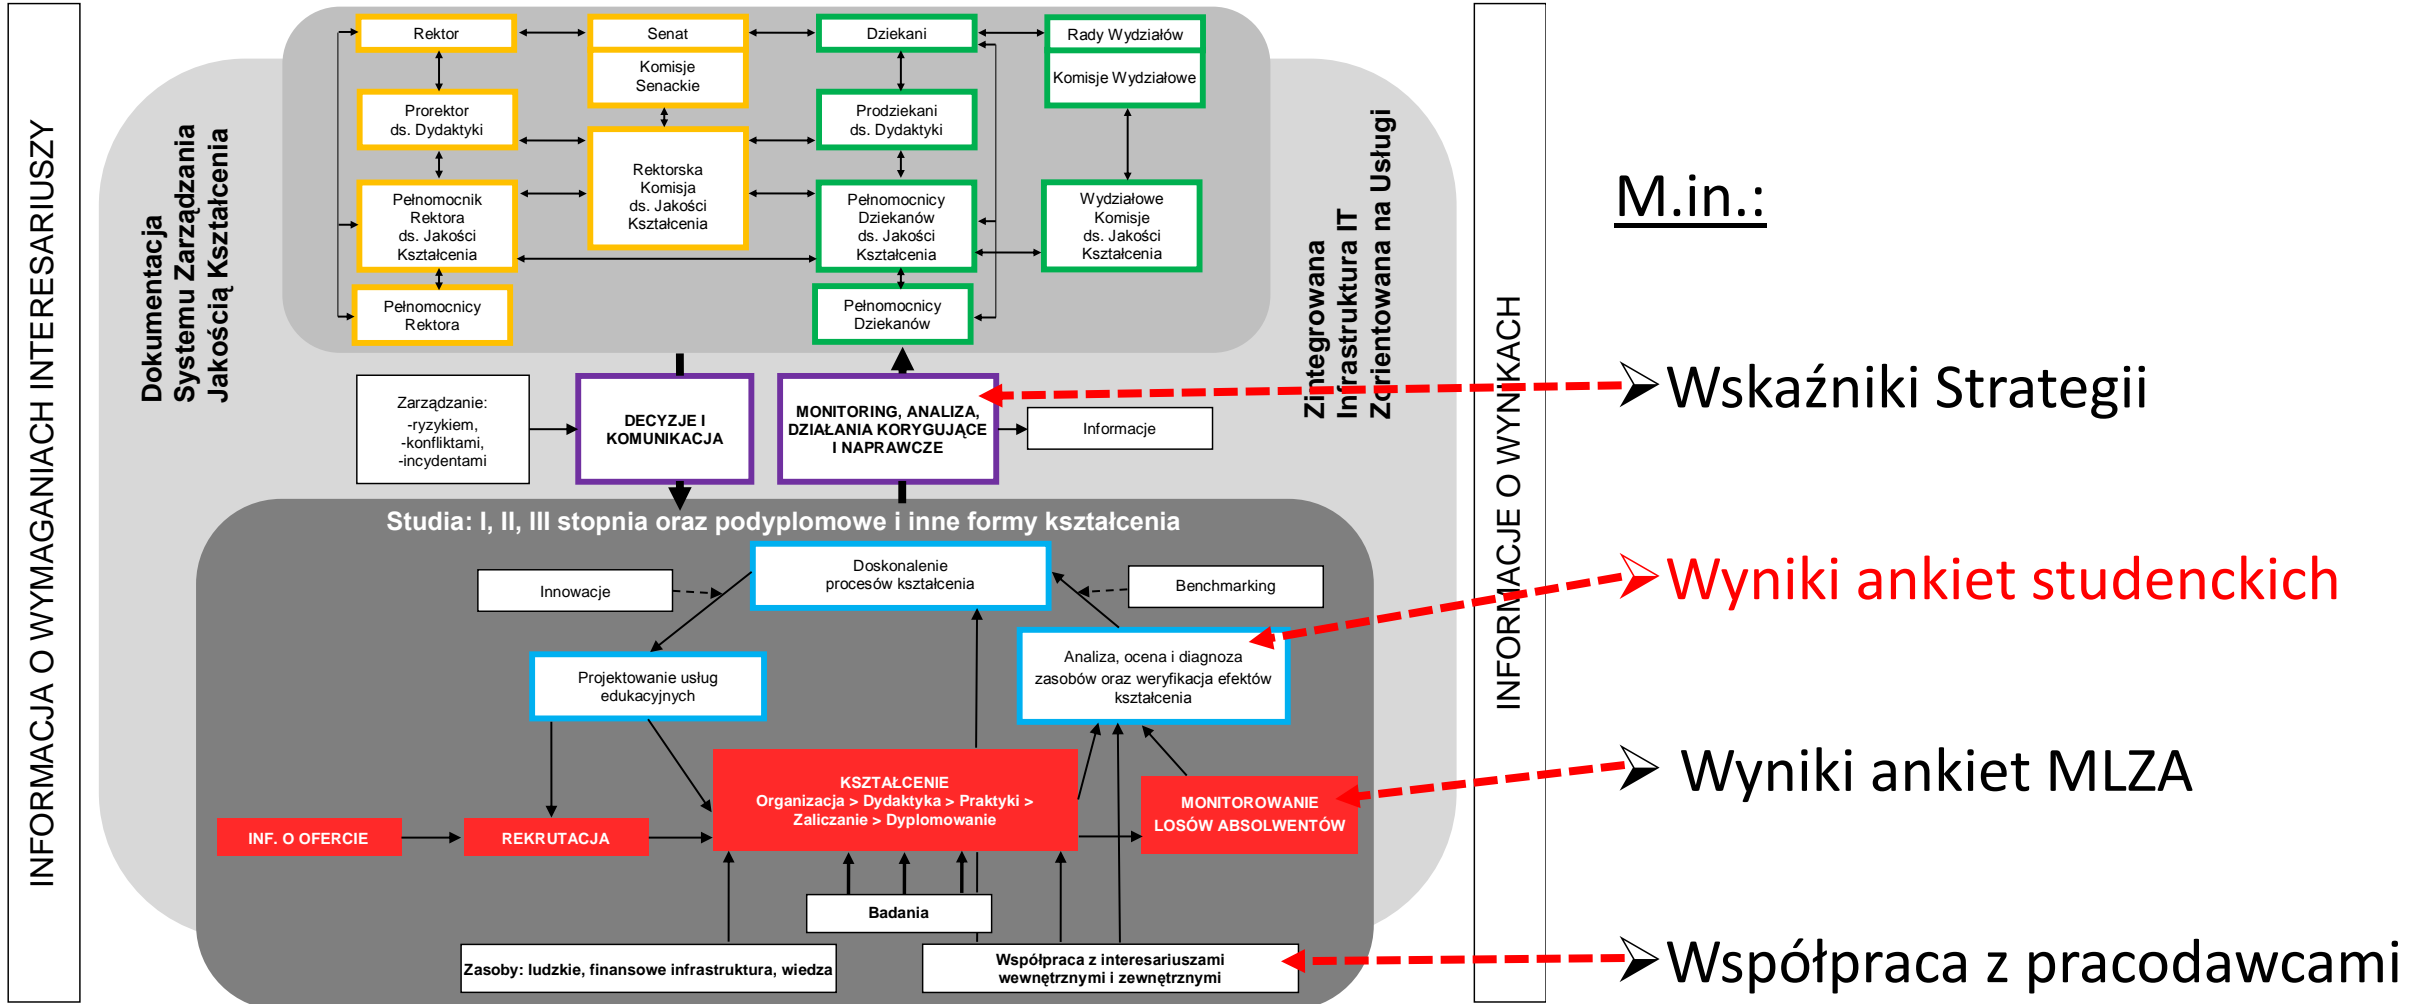 INFORMACJA O WYMAGANIACH INTERESARIUSZY
Dokumentacja
Systemu Zarządzania
Jakością Kształcenia
Rektor
Senat
Dziekani
Rady Wydziałów
Komisje
Senackie
Komisje Wydziałowe
Prorektor
ds. Dydaktyki
Prodziekani
ds. Dydaktyki
Rektorska
Komisja
ds. Jakości
Kształcenia
Pełnomocnik
Rektora
ds. Jakości
Kształcenia
Pełnomocnicy
Dziekanów
ds. Jakości
Kształcenia
Wydziałowe
Komisje
ds. Jakości
Kształcenia
Pełnomocnicy
Rektora
Pełnomocnicy
Dziekanów
Zintegrowana
Infrastruktura IT
Zorientowana na Usługi
Zarządzanie:
-ryzykiem,
-konfliktami,
-incydentami
DECYZJE I
KOMUNIKACJA
MONITORING, ANALIZA,
DZIAŁANIA KORYGUJĄCE
I NAPRAWCZE
Informacje
Studia: I, II, III stopnia oraz podyplomowe i inne formy kształcenia
Innowacje
Doskonalenie
procesów kształcenia
Benchmarking
Projektowanie usług
edukacyjnych
Analiza, ocena i diagnoza
zasobów oraz weryfikacja efektów
kształcenia
INF. O OFERCIE
REKRUTACJA
KSZTAŁCENIE
Organizacja > Dydaktyka > Praktyki >
Zaliczanie > Dyplomowanie
MONITOROWANIE
LOSÓW ABSOLWENTÓW
Badania
Zasoby: ludzkie, finansowe infrastruktura, wiedza
Współpraca z interesariuszami
wewnętrznymi i zewnętrznymi
INFORMACJE O WYNIKACH
M.in.:
Wskaźniki Strategii
Wyniki ankiet studenckich
Wyniki ankiet MLZA
Współpraca z pracodawcami